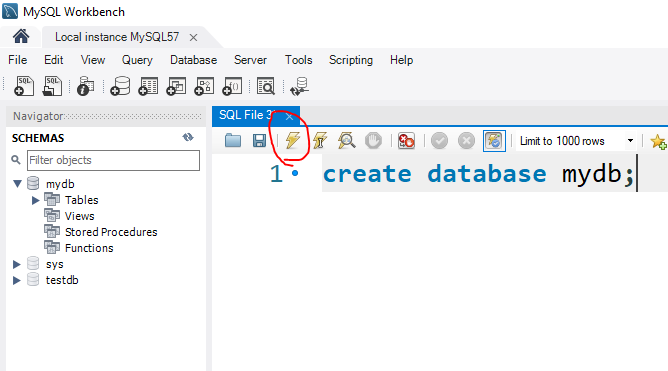 MySQL Workbench
Local instance MySQL57 ×
File Edit View Query Database Server Tools Scripting Help
SQL SQL
Navigator
SCHEMAS
Filter objects
mydb
Tables
Views
Stored Procedures
Functions
sys
testdb
SQL File 3 ×
Limit to 1000 rows
1 create database mydb;